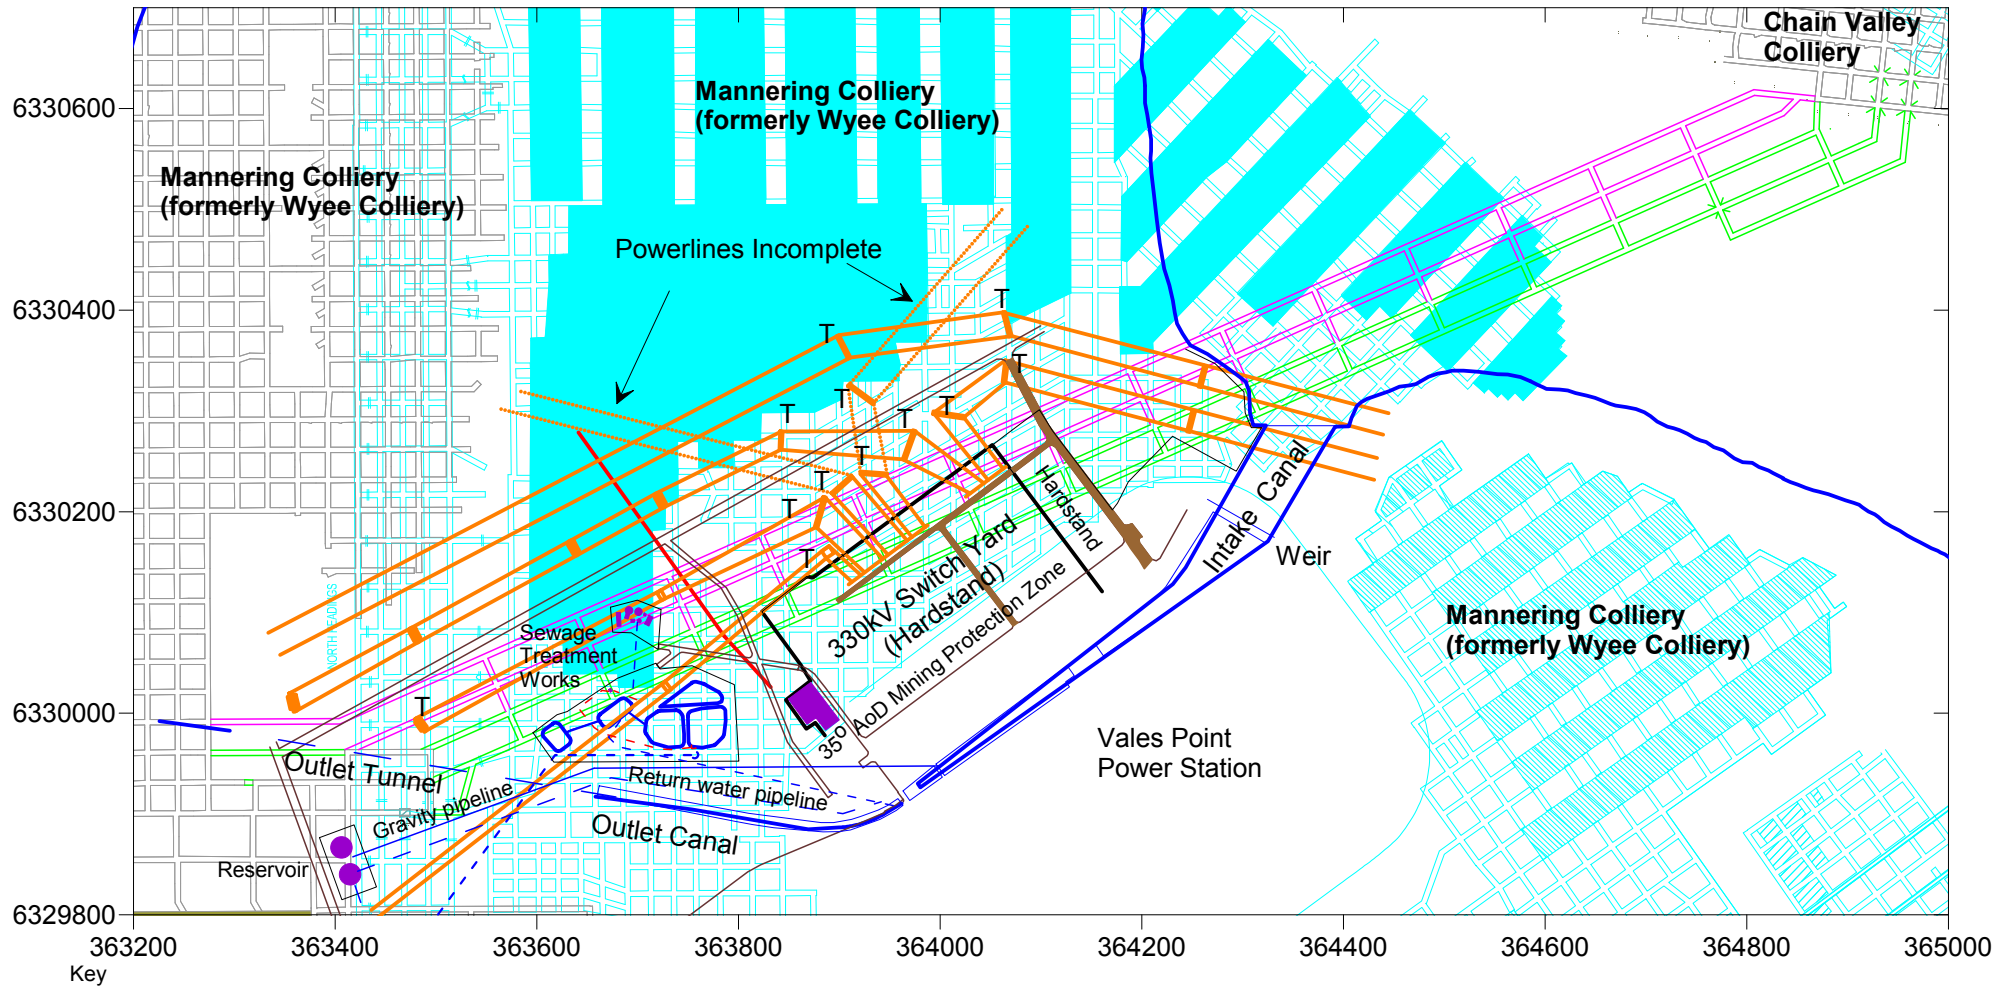 Chain Valley
Colliery
6330600
Mannering Colliery
(formerly Wyee Colliery)
Mannering Colliery
(formerly Wyee Colliery)
Powerlines Incomplete
6330400
T
T
T
T
T
T
T
T
T
T
T
T
6330200
Hardstand
Intake Canal
Weir
330kV Switch Yard
(Hardstand)
35º AoD Mining Protection Zone
NORTH HEADINGS
Mannering Colliery
(formerly Wyee Colliery)
Sewage
Treatment
Works
6330000
Vales Point
Power Station
Outlet Tunnel
Return water pipeline
Gravity pipeline
Outlet Canal
Reservoir
6329800
363200 363400 363600 363800 364000 364200 364400 364600 364800 365000
Key